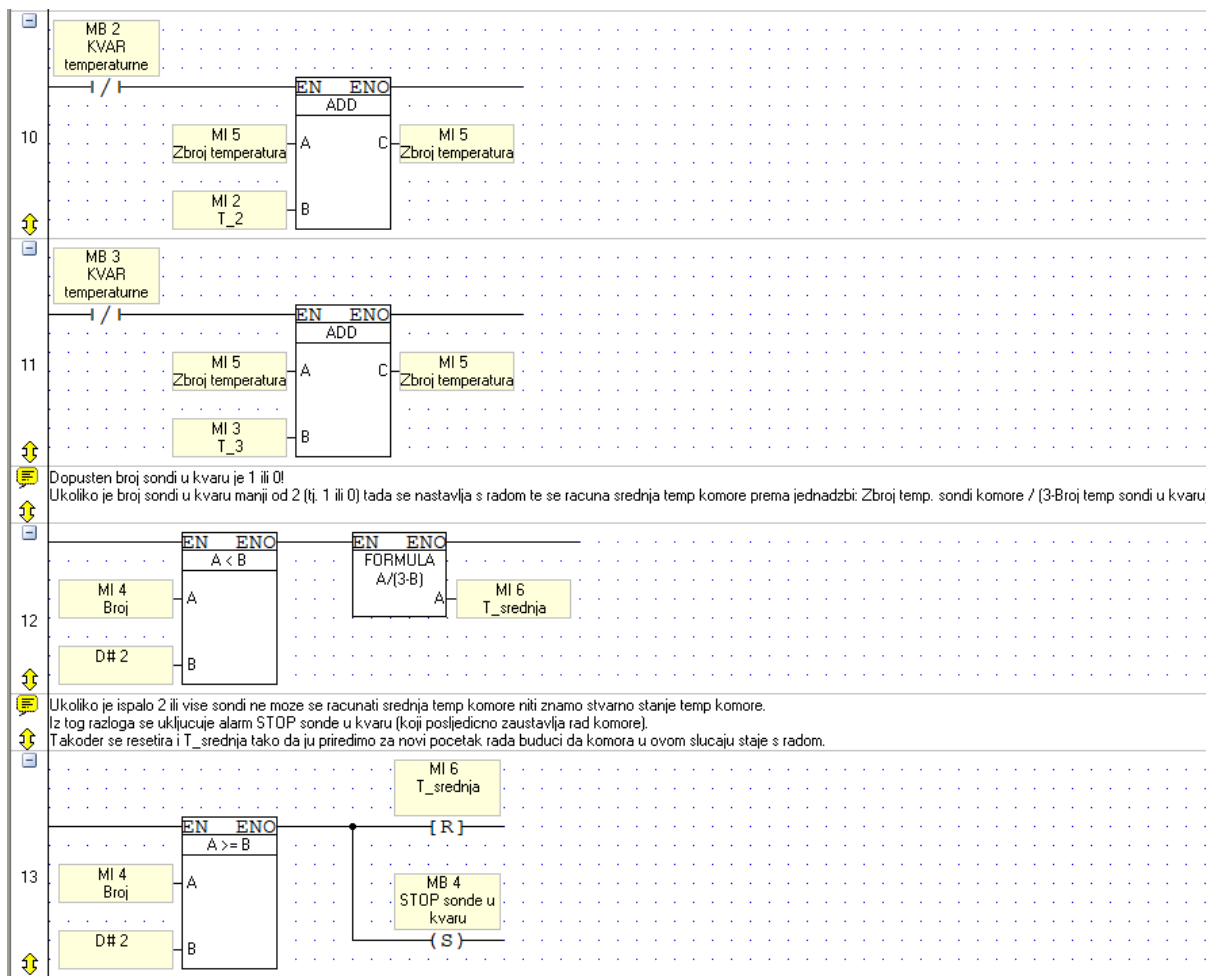 MB 2
KVAR
temperaturne
EN ENO
ADD
10
MI 5
Zbroj temperatura
A
C
MI 5
Zbroj temperatura
MI 2
T_2
B
MB 3
KVAR
temperaturne
EN ENO
ADD
11
MI 5
Zbroj temperatura
A
C
MI 5
Zbroj temperatura
MI 3
T_3
B
Dopusten broj sondi u kvaru je 1 ili 0!
Ukoliko je broj sondi u kvaru manji od 2 (tj. 1 ili 0) tada se nastavlja s radom te se racuna srednja temp komore prema jednadzbi: Zbroj temp. sondi komore / (3-Broj temp sondi u kvaru)
EN ENO
A < B
EN ENO
FORMULA
A/(3-B)
12
MI 4
Broj
A
A
MI 6
T_srednja
D# 2
B
Ukoliko je ispalo 2 ili vise sondi ne moze se racunati srednja temp komore niti znamo stvarno stanje temp komore.
Iz tog razloga se ukljucuje alarm STOP sonde u kvaru (koji posljedicno zaustavlja rad komore).
Takoder se resetira i T_srednja tako da ju priredimo za novi pocetak rada buduci da komora u ovom slucaju staje s radom.
MI 6
T_srednja
R
EN ENO
A >= B
13
MI 4
Broj
A
MB 4
STOP sonde u
kvaru
S
D# 2
B